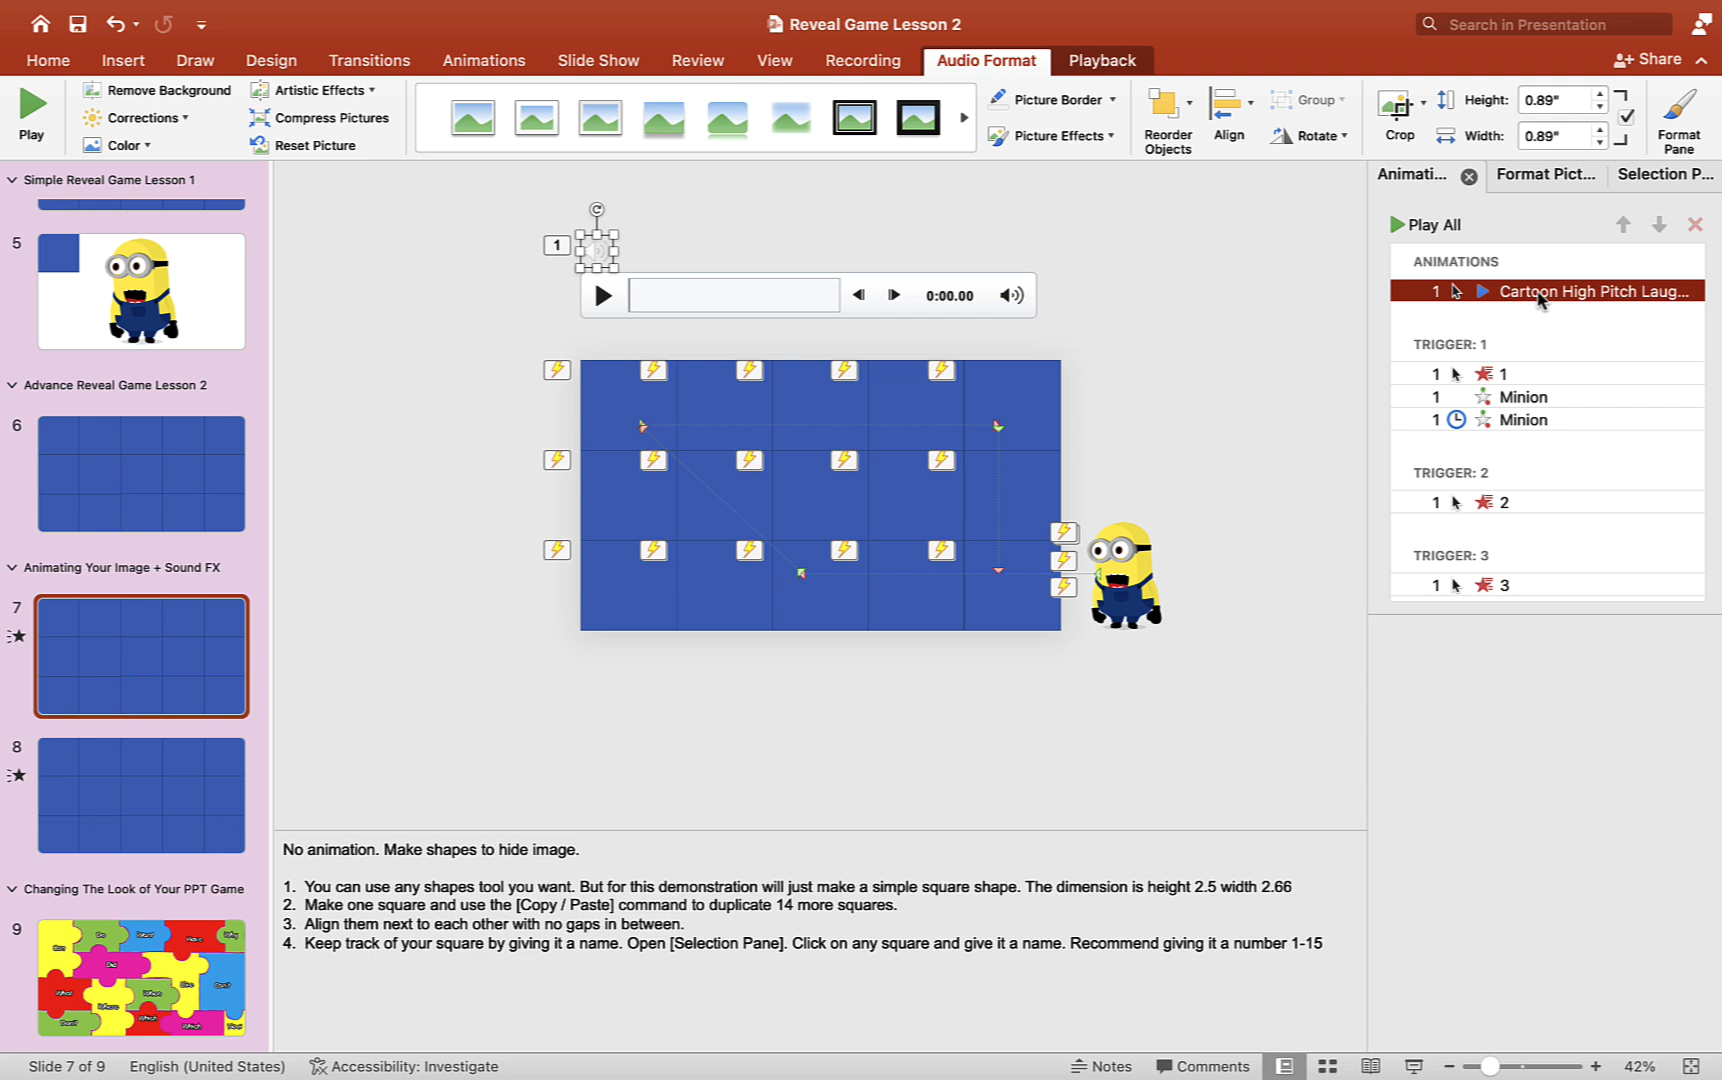 Reveal Game Lesson 2
Search in Presentation
Home Insert Draw Design Transitions Animations Slide Show Review View Recording Audio Format Playback
Share
Play
Remove Background
Corrections
Color
Artistic Effects
Compress Pictures
Reset Picture
Picture Border
Picture Effects
Reorder Objects
Align
Group
Rotate
Crop
Height: 0.89"
Width: 0.89"
Format Pane
Simple Reveal Game Lesson 1
5
Advance Reveal Game Lesson 2
6
Animating Your Image + Sound FX
7
8
Changing The Look of Your PPT Game
9
1
0:00.00
Animati...
Format Pict...
Selection P...
Play All
ANIMATIONS
1 Cartoon High Pitch Laug...
TRIGGER: 1
1 1
1 Minion
1 Minion
TRIGGER: 2
1 2
TRIGGER: 3
1 3
No animation. Make shapes to hide image.
1. You can use any shapes tool you want. But for this demonstration will just make a simple square shape. The dimension is height 2.5 width 2.66
2. Make one square and use the [Copy / Paste] command to duplicate 14 more squares.
3. Align them next to each other with no gaps in between.
4. Keep track of your square by giving it a name. Open [Selection Pane]. Click on any square and give it a name. Recommend giving it a number 1-15
Slide 7 of 9
English (United States)
Accessibility: Investigate
Notes
Comments
42%